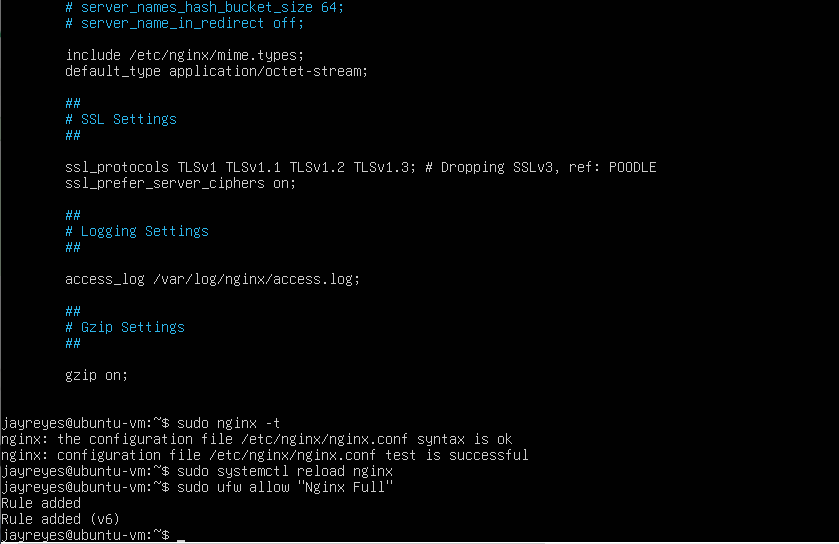 # server_names_hash_bucket_size 64;
# server_name_in_redirect off;
include /etc/nginx/mime.types;
default_type application/octet-stream;
##
# SSL Settings
##
ssl_protocols TLSv1 TLSv1.1 TLSv1.2 TLSv1.3; # Dropping SSLv3, ref: POODLE
ssl_prefer_server_ciphers on;
##
# Logging Settings
##
access_log /var/log/nginx/access.log;
##
# Gzip Settings
##
gzip on;
jayreyes@ubuntu-vm:~$ sudo nginx -t
nginx: the configuration file /etc/nginx/nginx.conf syntax is ok
nginx: configuration file /etc/nginx/nginx.conf test is successful
jayreyes@ubuntu-vm:~$ sudo systemctl reload nginx
jayreyes@ubuntu-vm:~$ sudo ufw allow "Nginx Full"
Rule added
Rule added (v6)
jayreyes@ubuntu-vm:~$ _